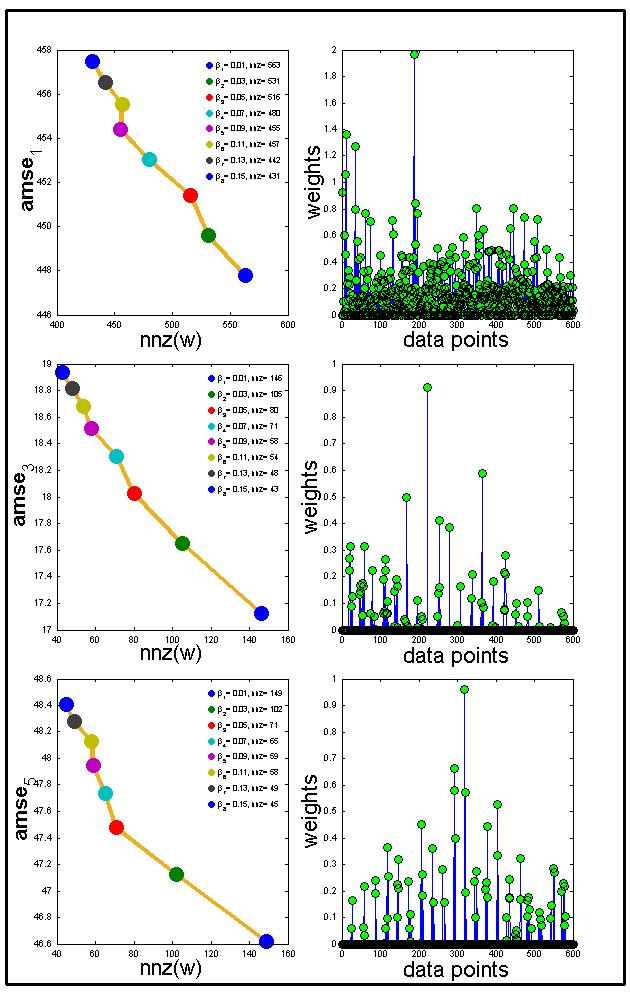 458
456
454
452
450
448
446
400 450 500 550 600
amse1
nnz(w)
β1= 0.01, nnz= 563
β2= 0.03, nnz= 531
β3= 0.05, nnz= 516
β4= 0.07, nnz= 480
β5= 0.09, nnz= 455
β6= 0.11, nnz= 457
β7= 0.13, nnz= 442
β8= 0.15, nnz= 431
2
1.8
1.6
1.4
1.2
1
0.8
0.6
0.4
0.2
0
0 100 200 300 400 500 600
weights
data points
19
18.8
18.6
18.4
18.2
18
17.8
17.6
17.4
17.2
17
40 60 80 100 120 140 160
amse3
nnz(w)
β1= 0.01, nnz= 146
β2= 0.03, nnz= 105
β3= 0.05, nnz= 80
β4= 0.07, nnz= 71
β5= 0.09, nnz= 58
β6= 0.11, nnz= 54
β7= 0.13, nnz= 48
β8= 0.15, nnz= 43
1
0.9
0.8
0.7
0.6
0.5
0.4
0.3
0.2
0.1
0
0 100 200 300 400 500 600
weights
data points
48.6
48.4
48.2
48
47.8
47.6
47.4
47.2
47
46.8
46.6
40 60 80 100 120 140 160
amse5
nnz(w)
β1= 0.01, nnz= 149
β2= 0.03, nnz= 102
β3= 0.05, nnz= 71
β4= 0.07, nnz= 65
β5= 0.09, nnz= 59
β6= 0.11, nnz= 58
β7= 0.13, nnz= 49
β8= 0.15, nnz= 45
1
0.9
0.8
0.7
0.6
0.5
0.4
0.3
0.2
0.1
0
0 100 200 300 400 500 600
weights
data points